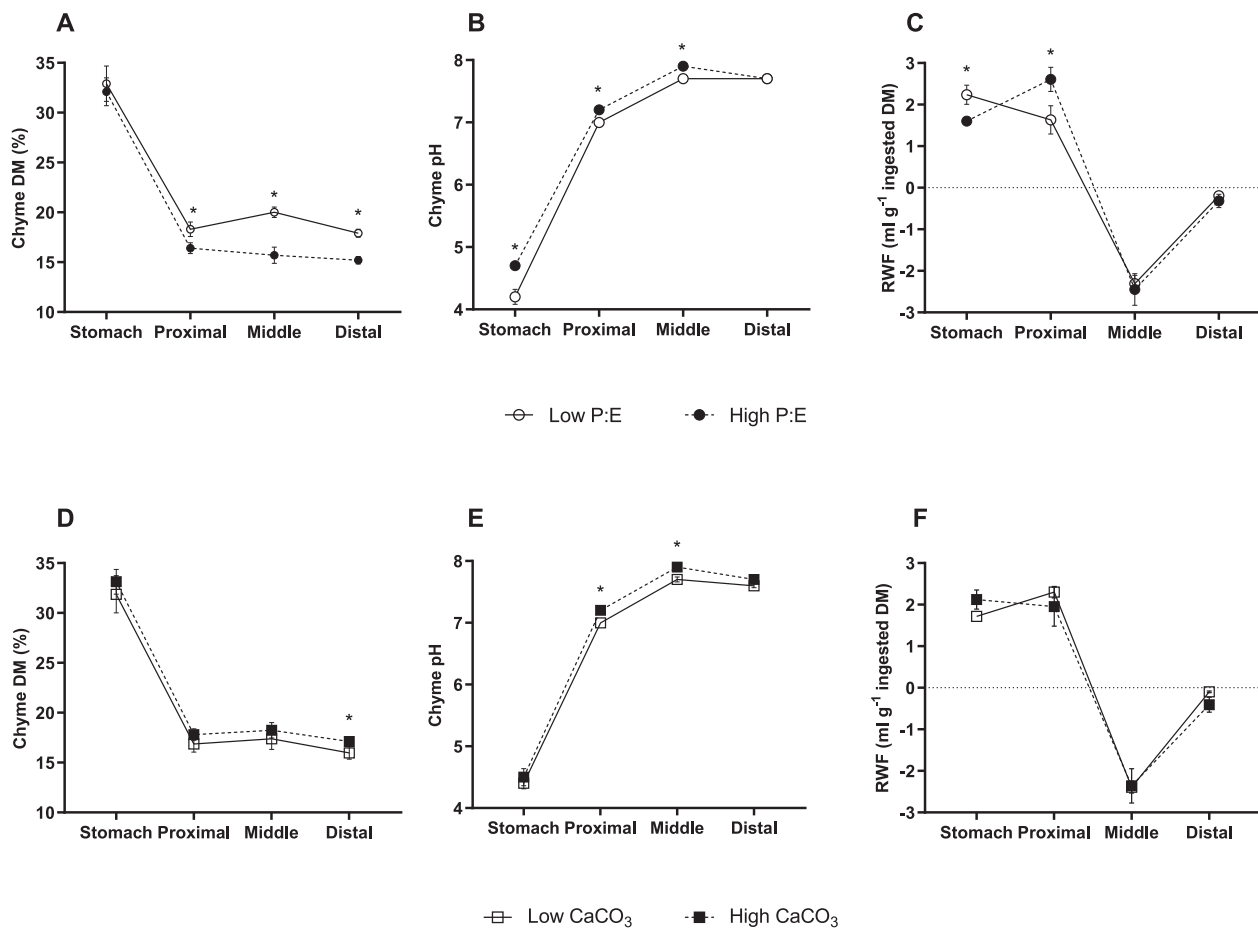 A
B
C
Chyme DM (%)
35
30
25
20
15
10
*
*
*
Stomach Proximal Middle Distal
Chyme pH
8
7
6
5
4
*
*
*
Stomach Proximal Middle Distal
RWF (ml g⁻¹ ingested DM)
3
2
1
0
-1
-2
-3
*
*
Stomach Proximal Middle Distal
Low P:E High P:E
D
E
F
Chyme DM (%)
35
30
25
20
15
10
*
Stomach Proximal Middle Distal
Chyme pH
8
7
6
5
4
*
*
Stomach Proximal Middle Distal
RWF (ml g⁻¹ ingested DM)
3
2
1
0
-1
-2
-3
Stomach Proximal Middle Distal
Low CaCO₃ High CaCO₃